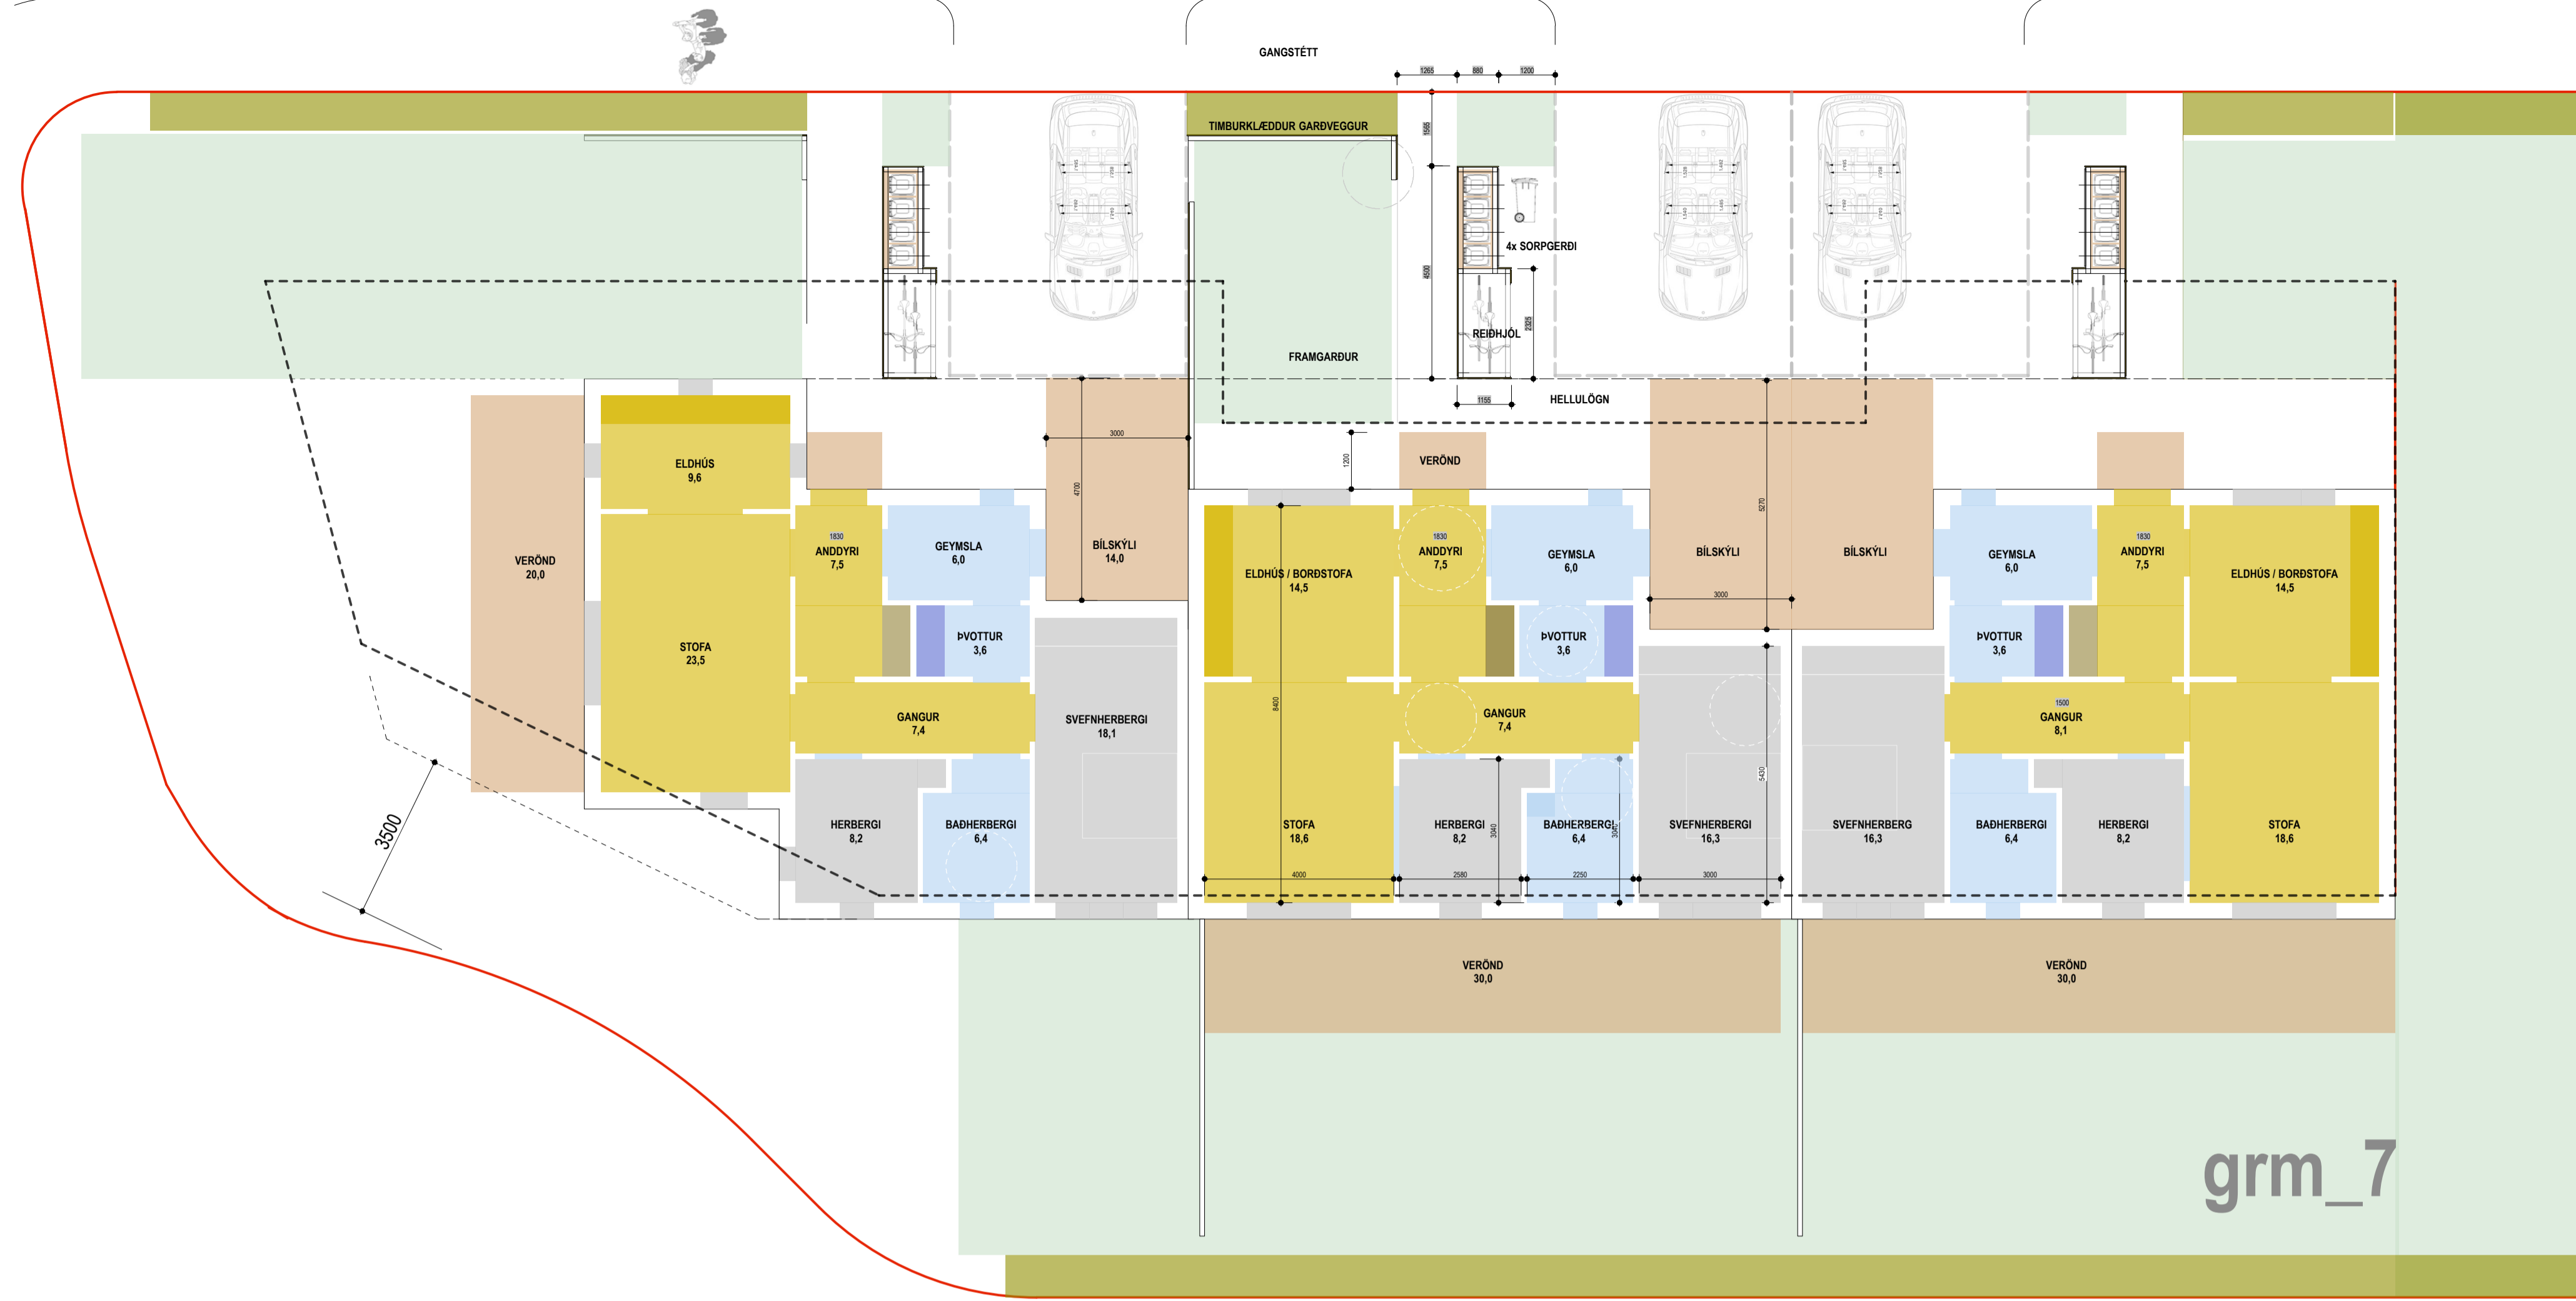 GANGSTÉTT
1265
880
1200
TIMBURKLÆDDUR GARÐVEGGUR
1565
4x SORPGERÐI
4500
2325
REIÐHJÓL
FRAMGARÐUR
1155
HELLULÖGN
3000
1200
VERÖND
4700
5270
ELDHÚS
9,6
VERÖND
20,0
1830
ANDDYRI
7,5
GEYMSLA
6,0
BÍLSKÝLI
14,0
ELDHÚS / BORÐSTOFA
14,5
1830
ANDDYRI
7,5
GEYMSLA
6,0
BÍLSKÝLI
BÍLSKÝLI
GEYMSLA
6,0
1830
ANDDYRI
7,5
ELDHÚS / BORÐSTOFA
14,5
3000
STOFA
23,5
ÞVOTTUR
3,6
ÞVOTTUR
3,6
ÞVOTTUR
3,6
GANGUR
7,4
SVEFNHERBERGI
18,1
8400
GANGUR
7,4
1500
GANGUR
8,1
5430
3500
HERBERGI
8,2
BAÐHERBERGI
6,4
STOFA
18,6
HERBERGI
8,2
3040
BAÐHERBERGI
6,4
3040
SVEFNHERBERGI
16,3
SVEFNHERBERG
16,3
BAÐHERBERGI
6,4
HERBERGI
8,2
STOFA
18,6
4000
2580
2250
3000
VERÖND
30,0
VERÖND
30,0
grm_7